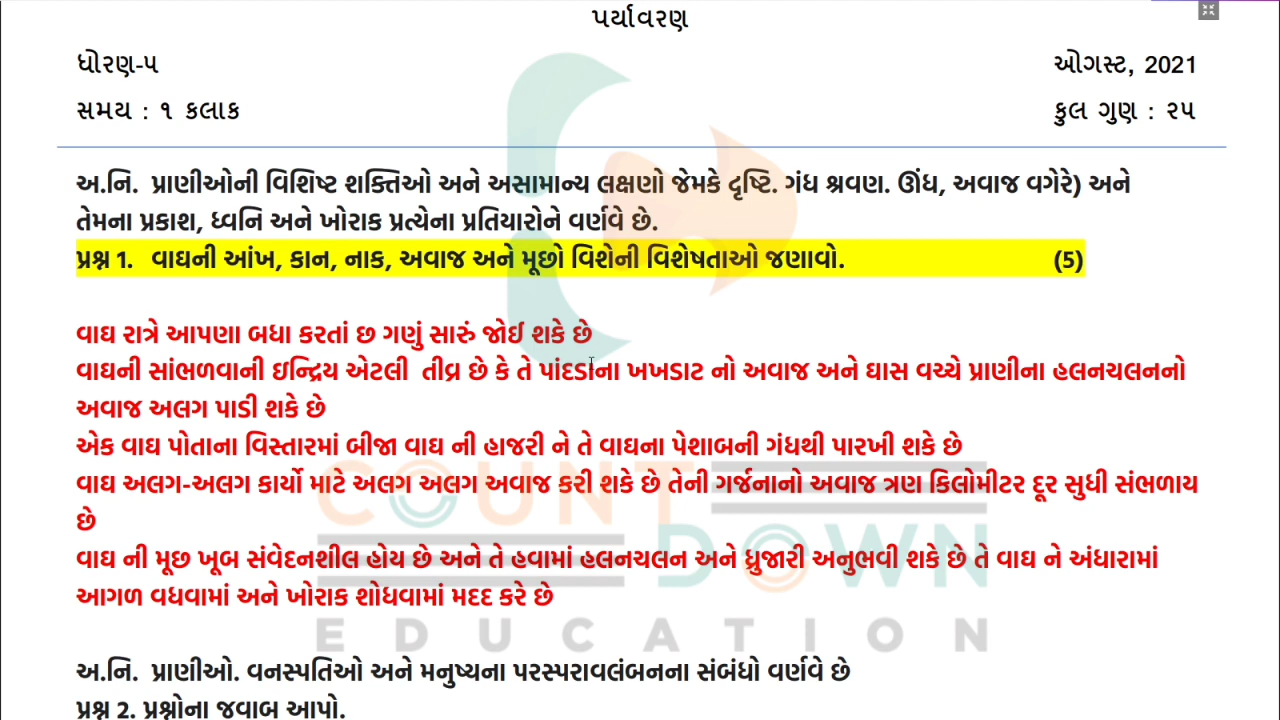 પર્યાવરણ
ધોરણ-૫
ઓગસ્ટ, 2021
સમય : ૧ કલાક
કુલ ગુણ : ૨૫
અ.નિ. પ્રાણીઓની વિશિષ્ટ શક્તિઓ અને અસામાન્ય લક્ષણો જેમકે દૃષ્ટિ. ગંધ શ્રવણ. ઊંઘ, અવાજ વગેરે) અને
તેમના પ્રકાશ, ધ્વનિ અને ખોરાક પ્રત્યેના પ્રતિચારોને વર્ણવે છે.
પ્રશ્ન 1. વાઘની આંખ, કાન, નાક, અવાજ અને મૂછો વિશેની વિશેષતાઓ જણાવો. (5)
વાઘ રાત્રે આપણા બધા કરતાં છ ગણું સારું જોઈ શકે છે
વાઘની સાંભળવાની ઇન્દ્રિય એટલી તીવ્ર છે કે તે પાંદડાંના ખખડાટ નો અવાજ અને ઘાસ વચ્ચે પ્રાણીના હલનચલનનો
અવાજ અલગ પાડી શકે છે
એક વાઘ પોતાના વિસ્તારમાં બીજા વાઘ ની હાજરી ને તે વાઘના પેશાબની ગંધથી પારખી શકે છે
વાઘ અલગ-અલગ કાર્યો માટે અલગ અલગ અવાજ કરી શકે છે તેની ગર્જનાનો અવાજ ત્રણ કિલોમીટર દૂર સુધી સંભળાય
છે
વાઘ ની મૂછ ખૂબ સંવેદનશીલ હોય છે અને તે હવામાં હલનચલન અને ધ્રુજારી અનુભવી શકે છે તે વાઘ ને અંધારામાં
આગળ વધવામાં અને ખોરાક શોધવામાં મદદ કરે છે
COUNT
DOWN
EDUCATION
અ.નિ. પ્રાણીઓ. વનસ્પતિઓ અને મનુષ્યના પરસ્પરાવલંબનના સંબંધો વર્ણવે છે
પ્રશ્ન 2. પ્રશ્નોના જવાબ આપો.